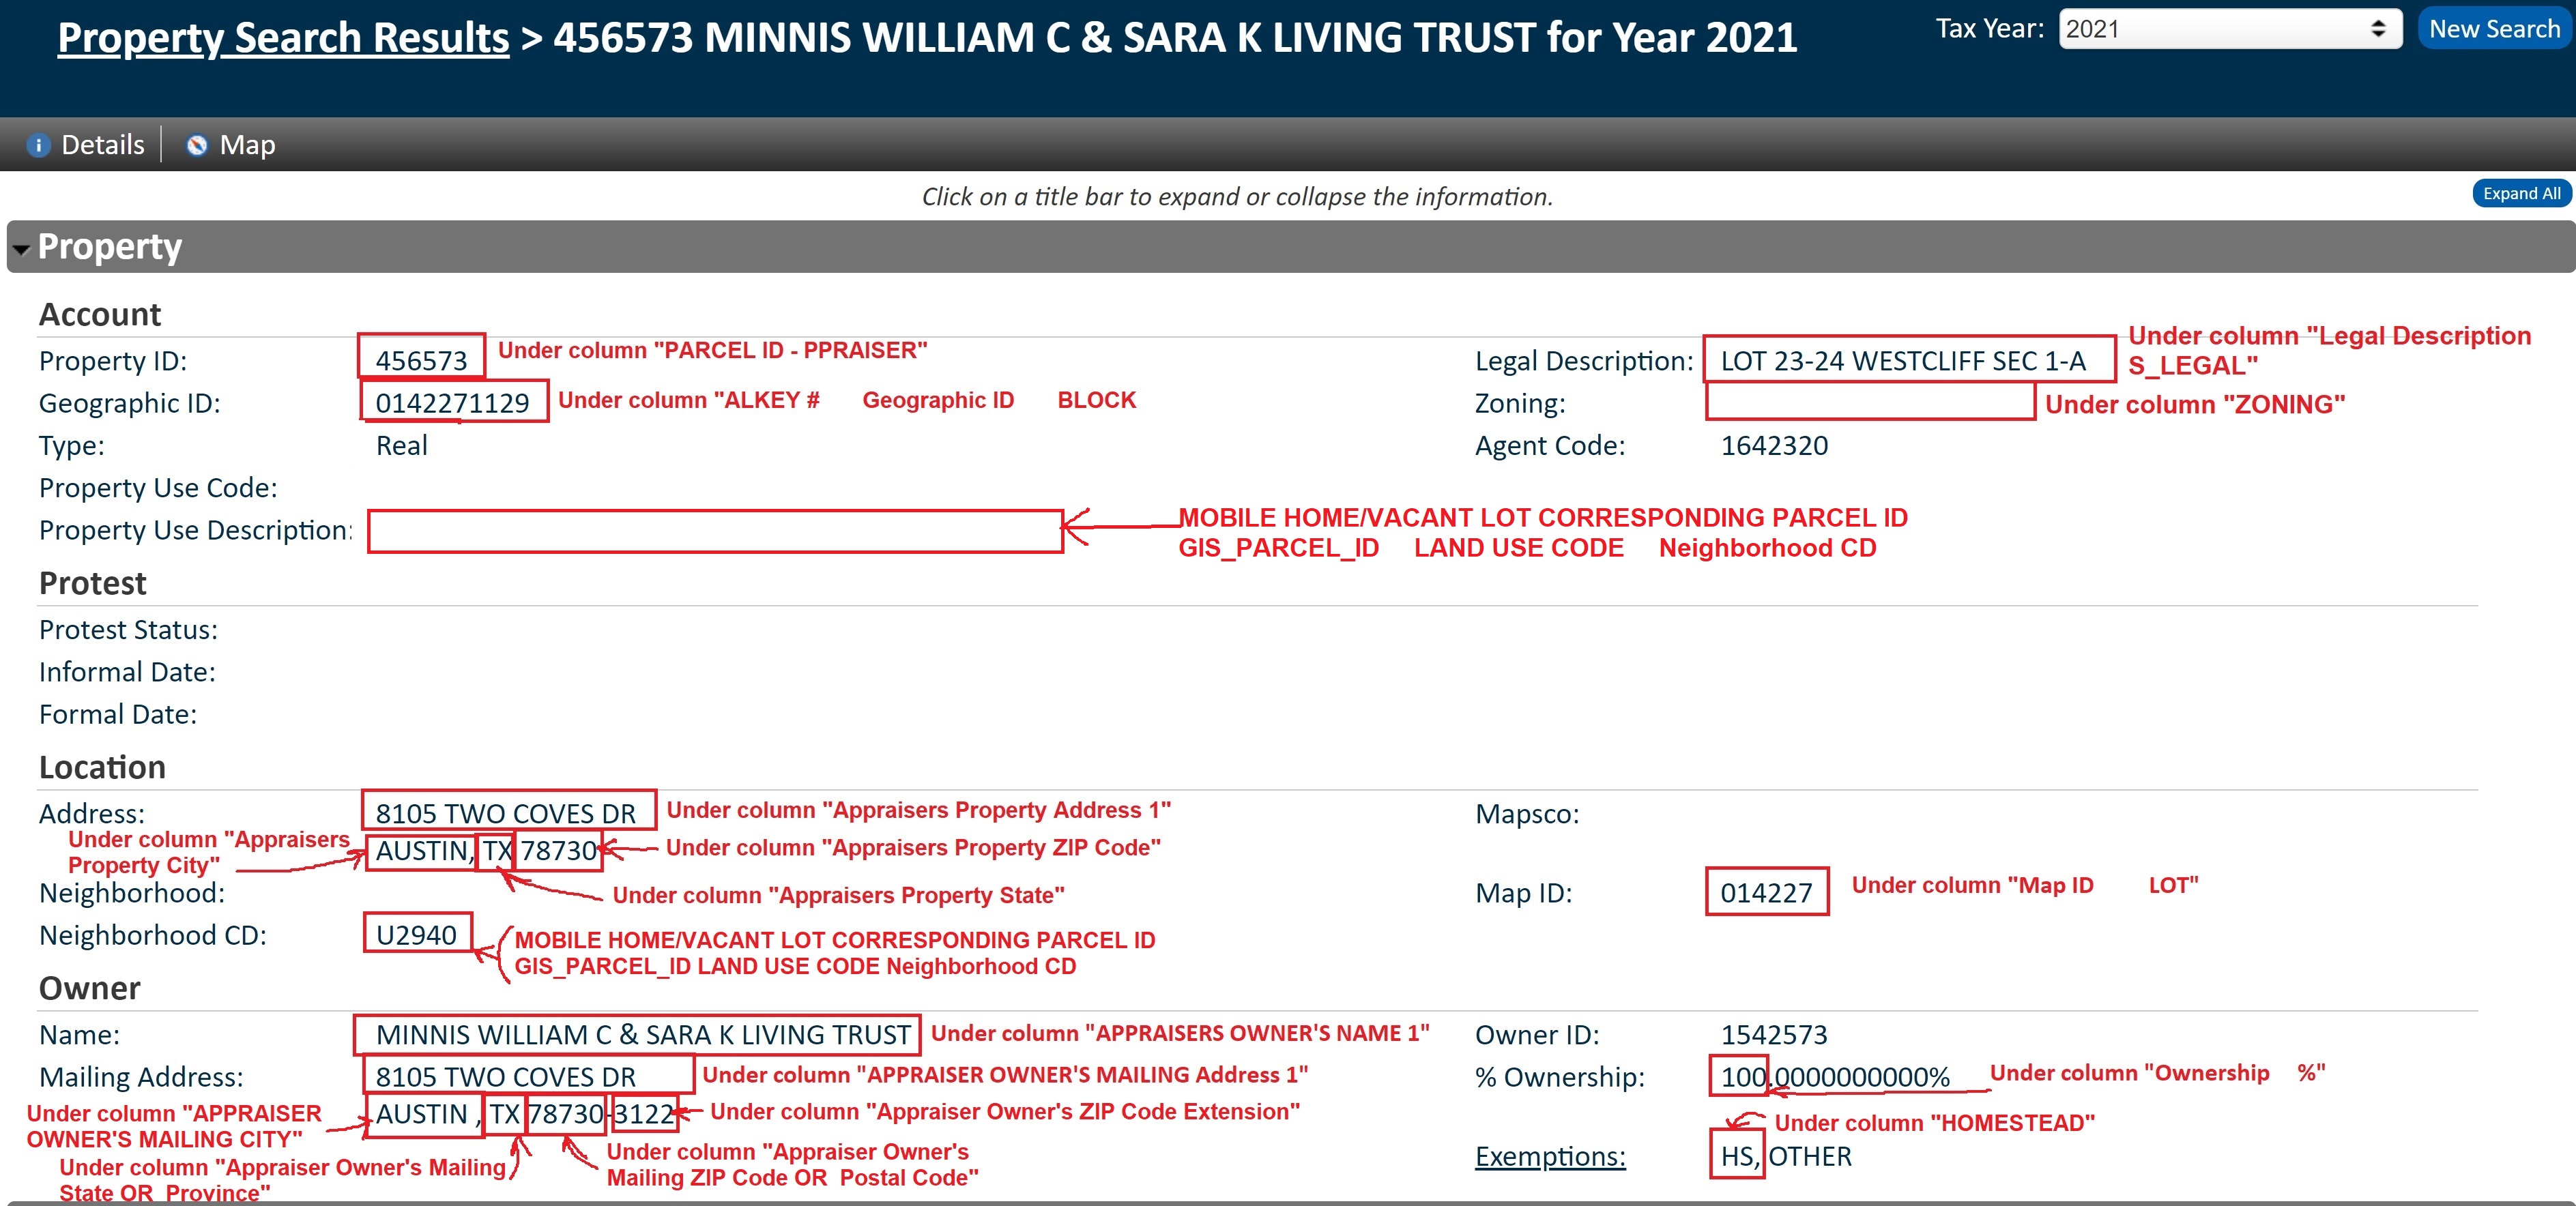 Property Search Results > 456573 MINNIS WILLIAM C & SARA K LIVING TRUST for Year 2021
Tax Year: 2021 New Search
Details Map
Click on a title bar to expand or collapse the information.
Expand All
Property
Account
Property ID: 456573 Under column "PARCEL ID - PPRAISER"
Legal Description: LOT 23-24 WESTCLIFF SEC 1-A Under column "Legal Description
S_LEGAL"
Geographic ID: 0142271129 Under column "ALKEY # Geographic ID BLOCK
Zoning: Under column "ZONING"
Type: Real
Agent Code: 1642320
Property Use Code:
Property Use Description:
MOBILE HOME/VACANT LOT CORRESPONDING PARCEL ID
GIS_PARCEL_ID LAND USE CODE Neighborhood CD
Protest
Protest Status:
Informal Date:
Formal Date:
Location
Address: 8105 TWO COVES DR Under column "Appraisers Property Address 1"
Mapsco:
Under column "Appraisers
Property City"
AUSTIN, TX 78730 Under column "Appraisers Property ZIP Code"
Under column "Appraisers Property State"
Neighborhood:
Map ID: 014227 Under column "Map ID LOT"
Neighborhood CD: U2940
MOBILE HOME/VACANT LOT CORRESPONDING PARCEL ID
GIS_PARCEL_ID LAND USE CODE Neighborhood CD
Owner
Name: MINNIS WILLIAM C & SARA K LIVING TRUST Under column "APPRAISERS OWNER'S NAME 1"
Owner ID: 1542573
Mailing Address: 8105 TWO COVES DR Under column "APPRAISER OWNER'S MAILING Address 1"
% Ownership: 100.0000000000% Under column "Ownership %"
Under column "APPRAISER
OWNER'S MAILING CITY"
AUSTIN , TX 78730-3122 Under column "Appraiser Owner's ZIP Code Extension"
Under column "HOMESTEAD"
Under column "Appraiser Owner's Mailing
State OR Province"
Under column "Appraiser Owner's
Mailing ZIP Code OR Postal Code"
Exemptions: HS, OTHER